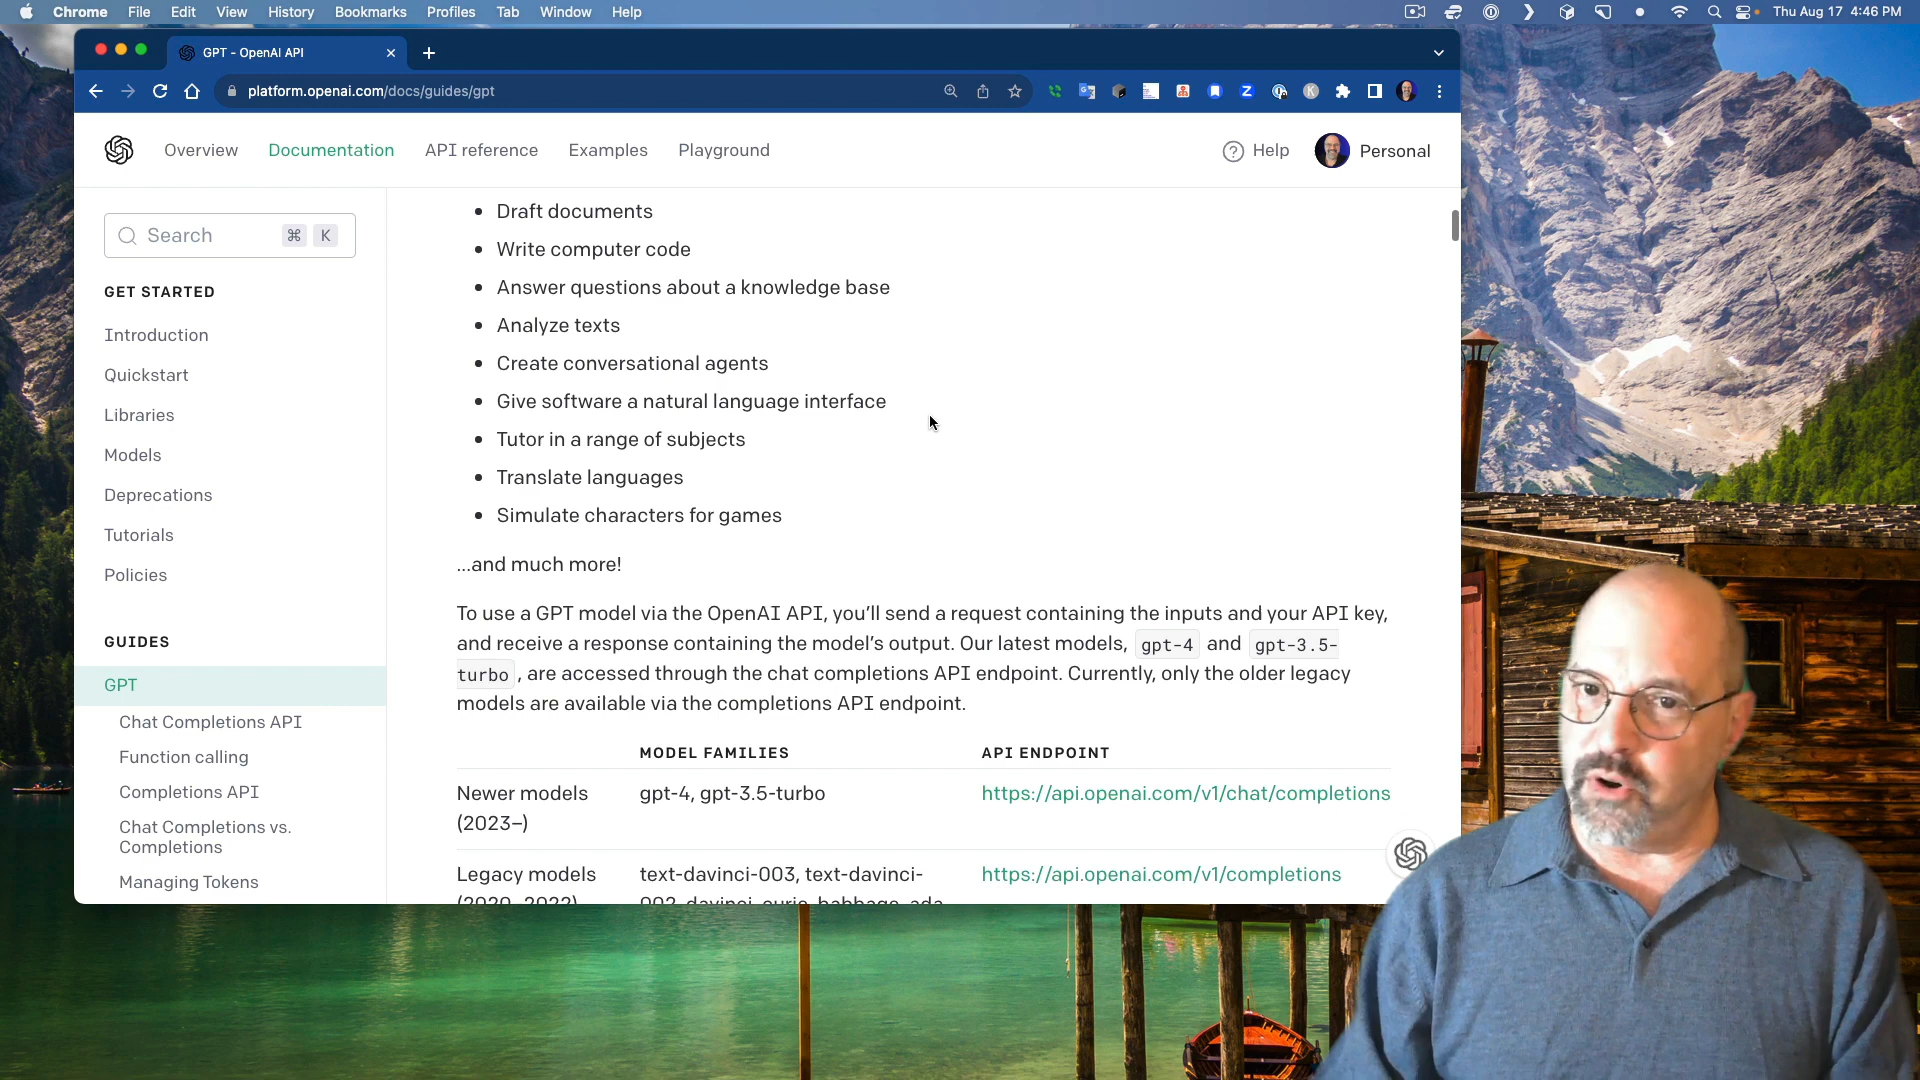 Chrome File Edit View History Bookmarks Profiles Tab Window Help
Thu Aug 17 4:46 PM
GPT - OpenAI API
platform.openai.com/docs/guides/gpt
Overview Documentation API reference Examples Playground
Help Personal
Search ⌘ K
GET STARTED
Introduction
Quickstart
Libraries
Models
Deprecations
Tutorials
Policies
GUIDES
GPT
Chat Completions API
Function calling
Completions API
Chat Completions vs.
Completions
Managing Tokens
• Draft documents
• Write computer code
• Answer questions about a knowledge base
• Analyze texts
• Create conversational agents
• Give software a natural language interface
• Tutor in a range of subjects
• Translate languages
• Simulate characters for games
...and much more!
To use a GPT model via the OpenAI API, you’ll send a request containing the inputs and your API key,
and receive a response containing the model’s output. Our latest models, gpt-4 and gpt-3.5-
turbo , are accessed through the chat completions API endpoint. Currently, only the older legacy
models are available via the completions API endpoint.
MODEL FAMILIES API ENDPOINT
Newer models gpt-4, gpt-3.5-turbo https://api.openai.com/v1/chat/completions
(2023–)
Legacy models text-davinci-003, text-davinci- https://api.openai.com/v1/completions
(2020–2022) 002, davinci, curie, babbage, ada